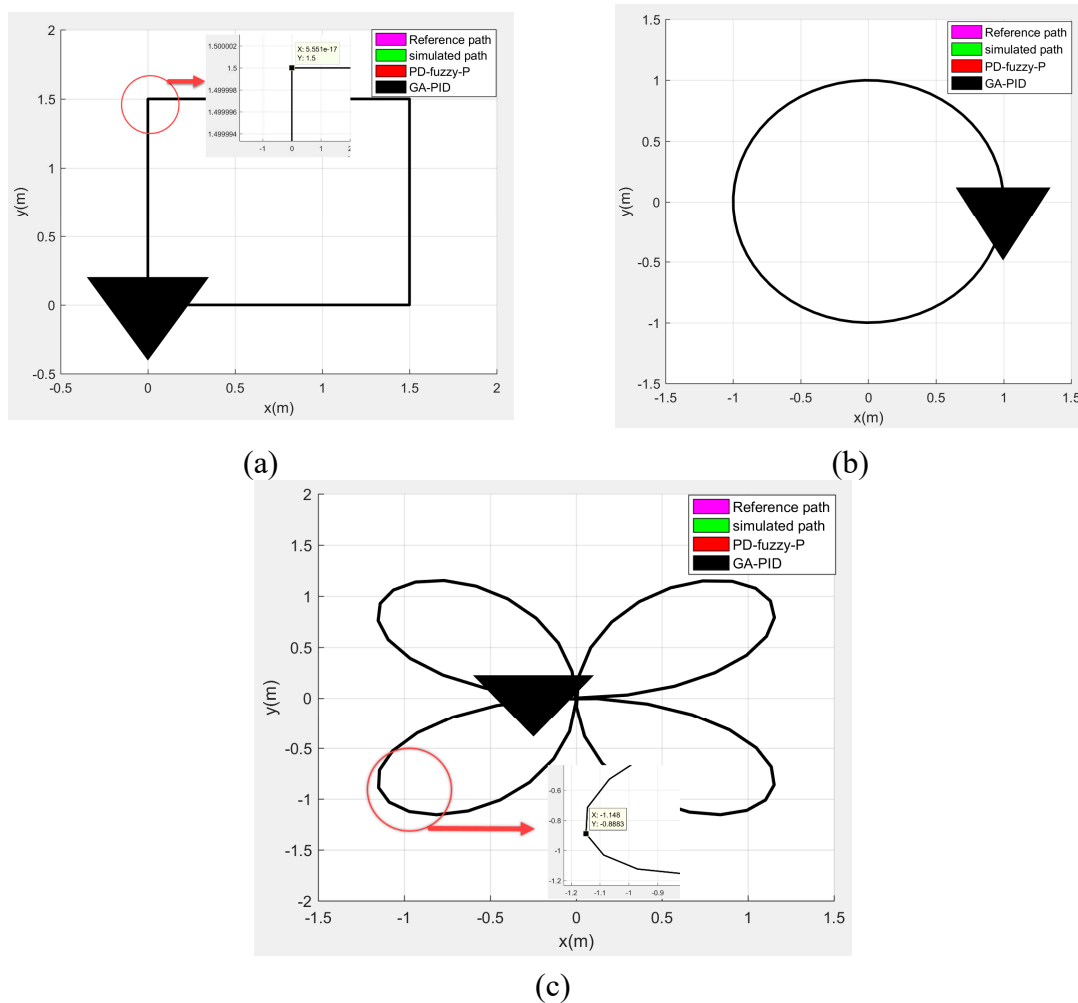 2
1.5
1
0.5
0
-0.5
y(m)
-0.5
0
0.5
1
1.5
2
x(m)
1.500002
1.5
1.499998
1.499996
1.499994
-1
0
X: 5.551e-17
Y: 1.5
Reference path
simulated path
PD-fuzzy-P
GA-PID
(a)
1.5
1
0.5
0
-0.5
-1
-1.5
y(m)
-1.5
-1
-0.5
0
0.5
1
1.5
x(m)
Reference path
simulated path
PD-fuzzy-P
GA-PID
(b)
2
1.5
1
0.5
0
-0.5
-1
-1.5
-2
y(m)
-1.5
-1
-0.5
0
0.5
1
1.5
x(m)
Reference path
simulated path
PD-fuzzy-P
GA-PID
-0.6
-0.8
-1
-1.2
-1.2
-1.1
-1
-0.9
X: -1.148
Y: -0.8883
(c)